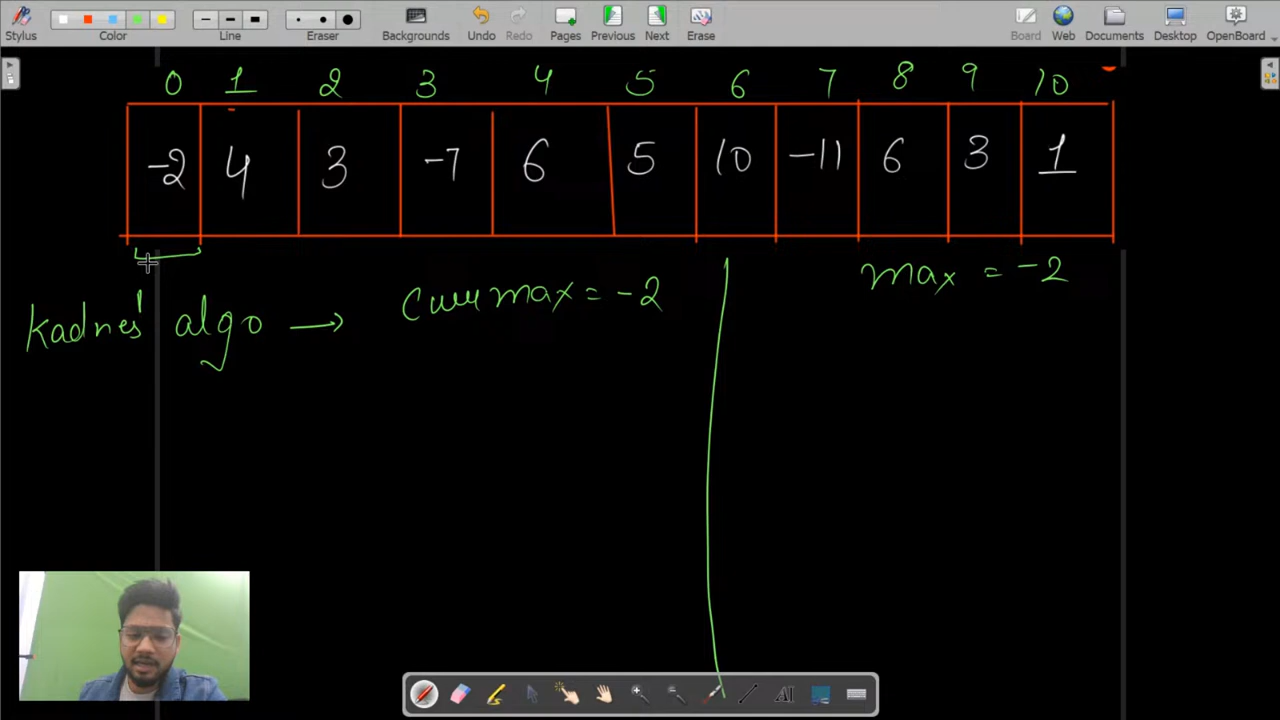 Stylus Color Line Eraser Backgrounds Undo Redo Pages Previous Next Erase Board Web Documents Desktop OpenBoard
0 1 2 3 4 5 6 7 8 9 10
-2 4 3 -7 6 5 10 -11 6 3 1
max = -2
Kadnes' algo → Currmax = -2